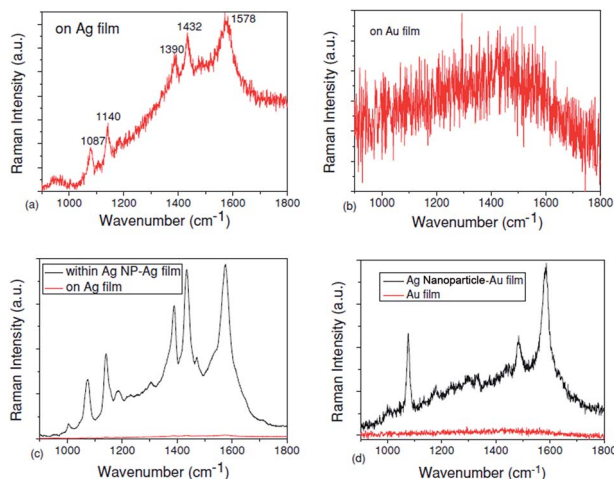 on Ag film
1578
1432
1390
1140
1087
Raman Intensity (a.u.)
(a)
1000 1200 1400 1600 1800
Wavenumber (cm-1)
on Au film
Raman Intensity (a.u.)
(b)
1000 1200 1400 1600 1800
Wavenumber (cm-1)
within Ag NP-Ag film
on Ag film
Raman Intensity (a.u.)
(c)
1000 1200 1400 1600 1800
Wavenumber (cm-1)
Ag Nanoparticle-Au film
Au film
Raman Intensity (a.u.)
(d)
1000 1200 1400 1600 1800
Wavenumber (cm-1)